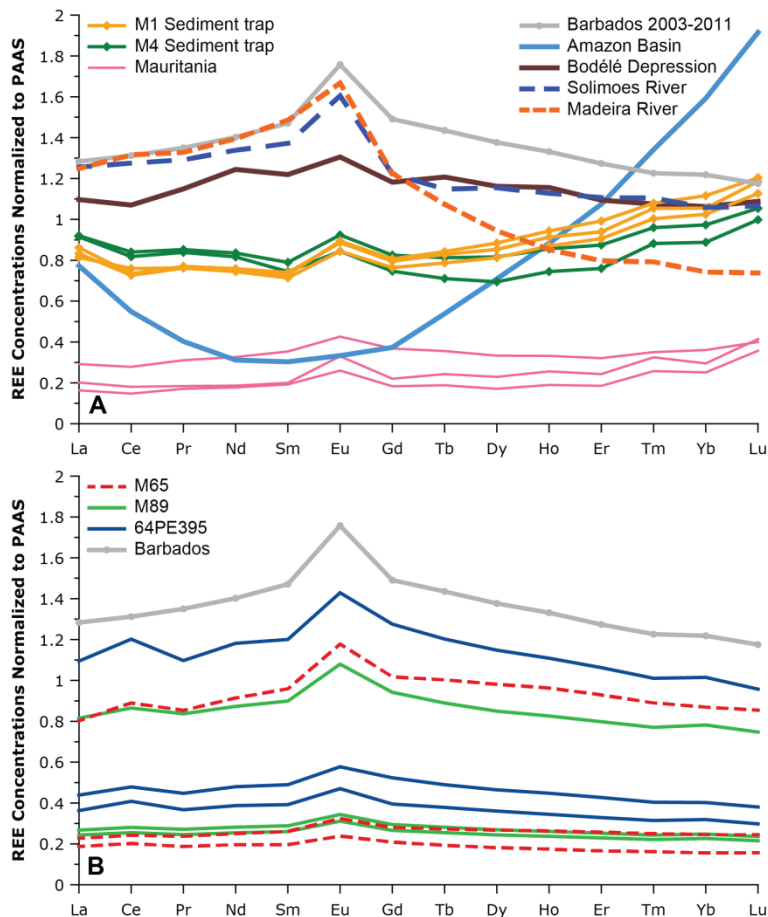 M1 Sediment trap
M4 Sediment trap
Mauritania
Barbados 2003-2011
Amazon Basin
Bodélé Depression
Solimoes River
Madeira River
REE Concentrations Normalized to PAAS
2
1.8
1.6
1.4
1.2
1
0.8
0.6
0.4
0.2
0
A
La Ce Pr Nd Sm Eu Gd Tb Dy Ho Er Tm Yb Lu
M65
M89
64PE395
Barbados
REE Concentrations Normalized to PAAS
2
1.8
1.6
1.4
1.2
1
0.8
0.6
0.4
0.2
0
B
La Ce Pr Nd Sm Eu Gd Tb Dy Ho Er Tm Yb Lu